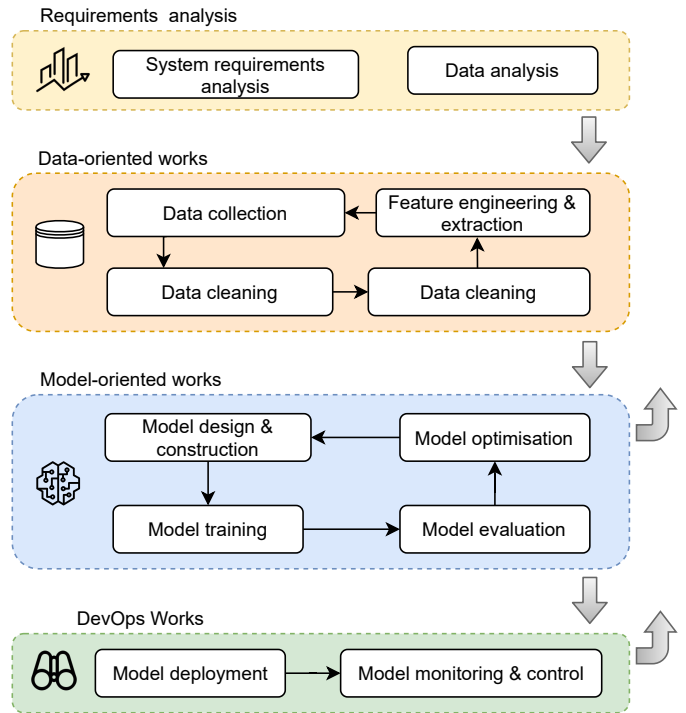 Requirements analysis
System requirements
analysis
Data analysis
Data-oriented works
Data collection
Feature engineering &
extraction
Data cleaning
Data cleaning
Model-oriented works
Model design &
construction
Model optimisation
Model training
Model evaluation
DevOps Works
Model deployment
Model monitoring & control